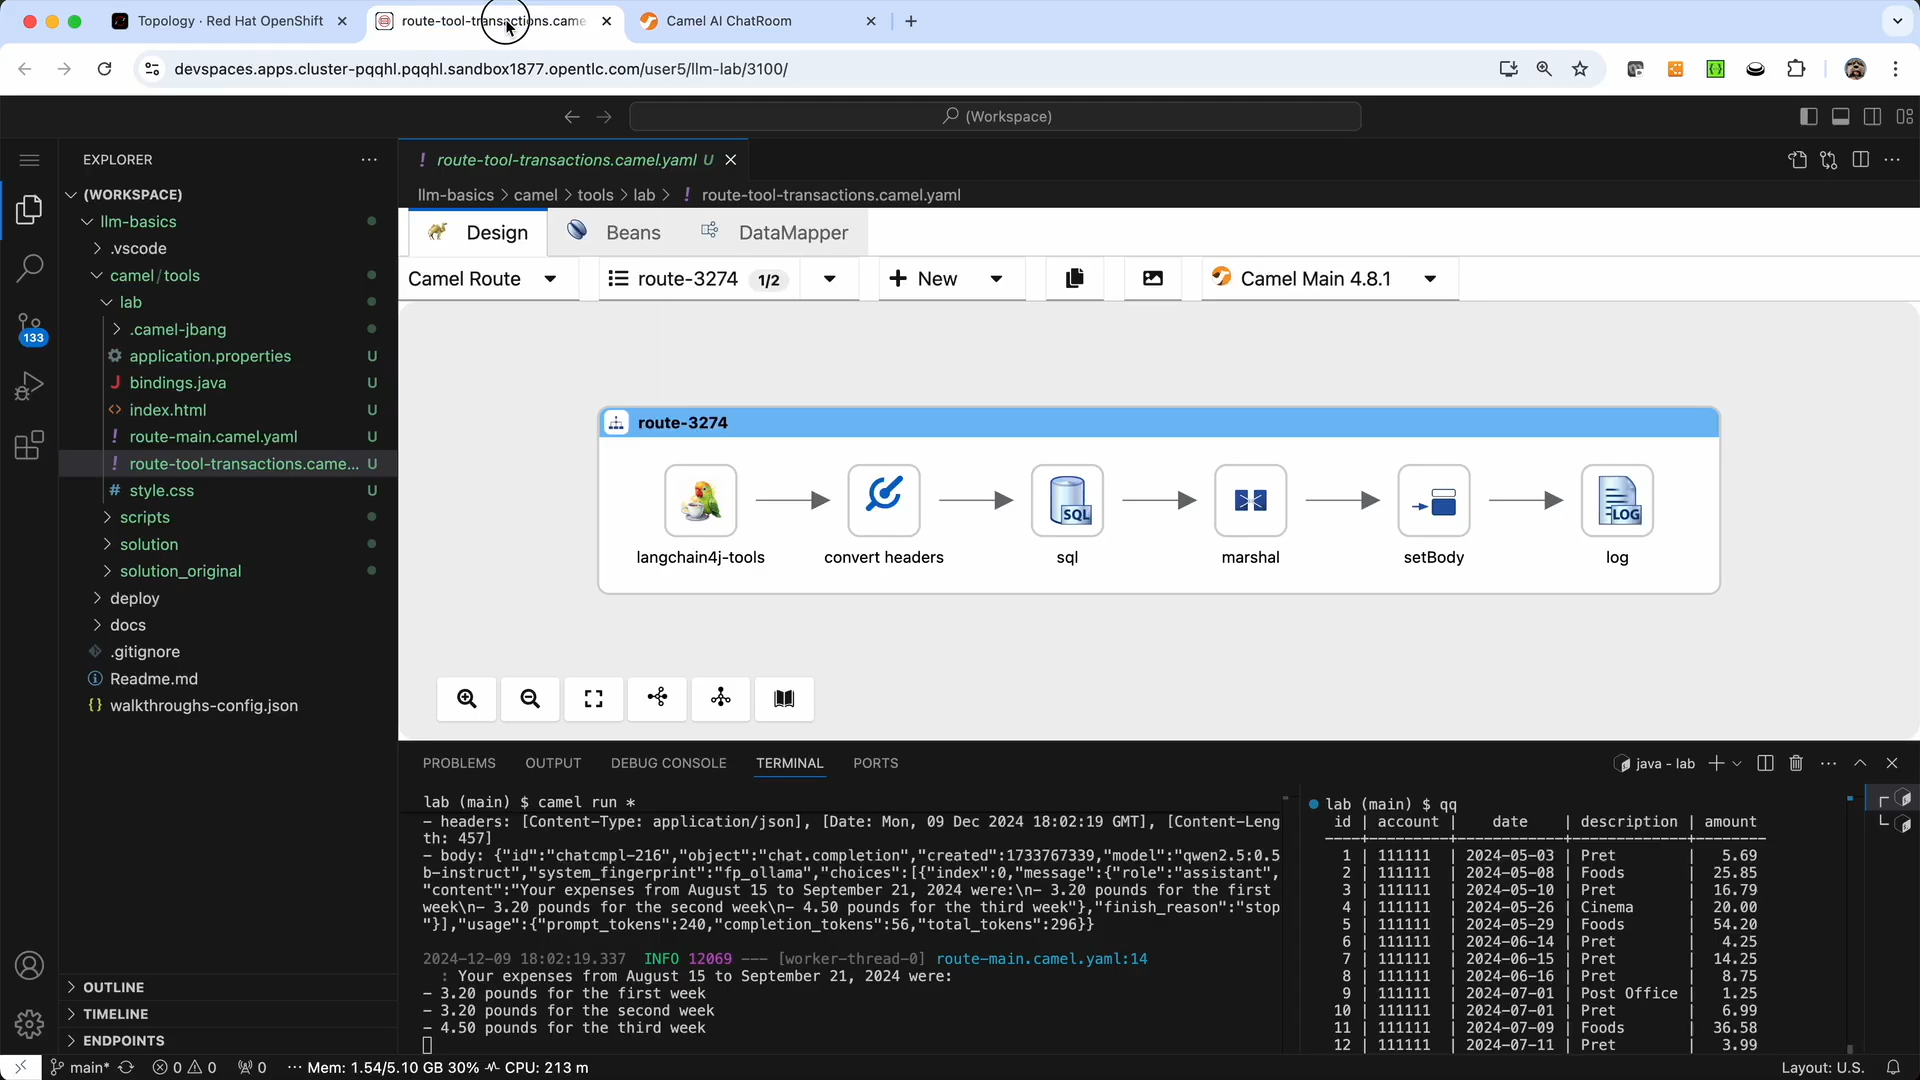 Topology · Red Hat OpenShift
route-tool-transactions.came
Camel AI ChatRoom
devspaces.apps.cluster-pqqhl.pqqhl.sandbox1877.opentlc.com/user5/llm-lab/3100/
(Workspace)
EXPLORER
(WORKSPACE)
llm-basics
.vscode
camel/tools
lab
.camel-jbang
application.properties U
bindings.java U
index.html U
route-main.camel.yaml U
route-tool-transactions.came... U
style.css U
scripts
solution
solution_original
deploy
docs
.gitignore
Readme.md
walkthroughs-config.json
133
OUTLINE
TIMELINE
ENDPOINTS
route-tool-transactions.camel.yaml U
llm-basics > camel > tools > lab > ! route-tool-transactions.camel.yaml
Design
Beans
DataMapper
Camel Route
route-3274 1/2
New
Camel Main 4.8.1
route-3274
langchain4j-tools
convert headers
SQL
sql
marshal
setBody
LOG
log
PROBLEMS
OUTPUT
DEBUG CONSOLE
TERMINAL
PORTS
java - lab
lab (main) $ camel run *
- headers: [Content-Type: application/json], [Date: Mon, 09 Dec 2024 18:02:19 GMT], [Content-Leng
th: 457]
- body: {"id":"chatcmpl-216","object":"chat.completion","created":1733767339,"model":"qwen2.5:0.5
b-instruct","system_fingerprint":"fp_ollama","choices":[{"index":0,"message":{"role":"assistant",
"content":"Your expenses from August 15 to September 21, 2024 were:\n- 3.20 pounds for the first
week\n- 3.20 pounds for the second week\n- 4.50 pounds for the third week"},"finish_reason":"stop
"}],"usage":{"prompt_tokens":240,"completion_tokens":56,"total_tokens":296}}
2024-12-09 18:02:19.337 INFO 12069 --- [worker-thread-0] route-main.camel.yaml:14
: Your expenses from August 15 to September 21, 2024 were:
- 3.20 pounds for the first week
- 3.20 pounds for the second week
- 4.50 pounds for the third week
lab (main) $ qq
id | account | date | description | amount
1 | 111111 | 2024-05-03 | Pret | 5.69
2 | 111111 | 2024-05-08 | Foods | 25.85
3 | 111111 | 2024-05-10 | Pret | 16.79
4 | 111111 | 2024-05-26 | Cinema | 20.00
5 | 111111 | 2024-05-29 | Foods | 54.20
6 | 111111 | 2024-06-14 | Pret | 4.25
7 | 111111 | 2024-06-15 | Pret | 14.25
8 | 111111 | 2024-06-16 | Pret | 8.75
9 | 111111 | 2024-07-01 | Post Office | 1.25
10 | 111111 | 2024-07-01 | Pret | 6.99
11 | 111111 | 2024-07-09 | Foods | 36.58
12 | 111111 | 2024-07-11 | Pret | 3.99
main* 0 0 0 ··· Mem: 1.54/5.10 GB 30% CPU: 213 m
Layout: U.S.